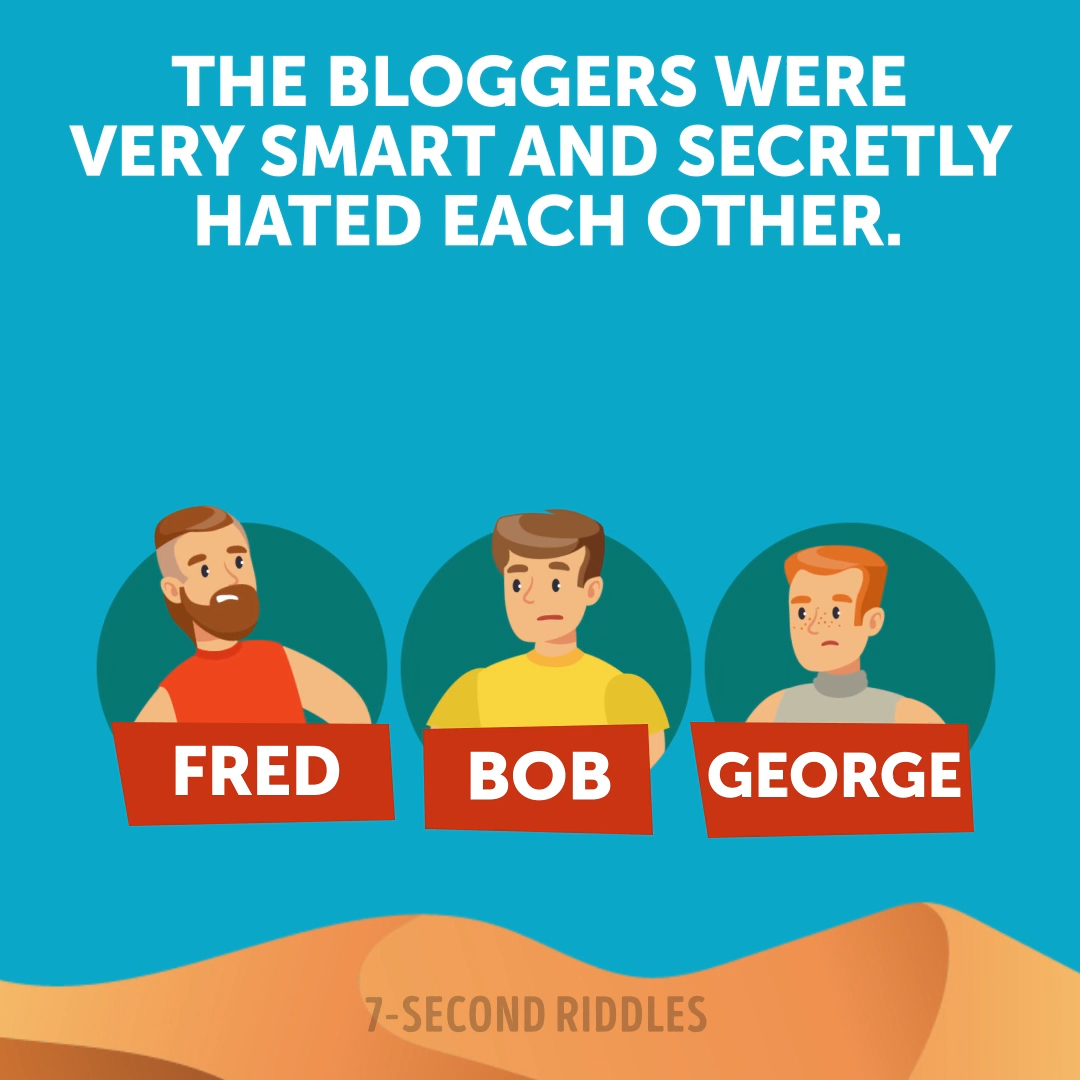 THE BLOGGERS WERE
VERY SMART AND SECRETLY
HATED EACH OTHER.
FRED
BOB
GEORGE
7-SECOND RIDDLES